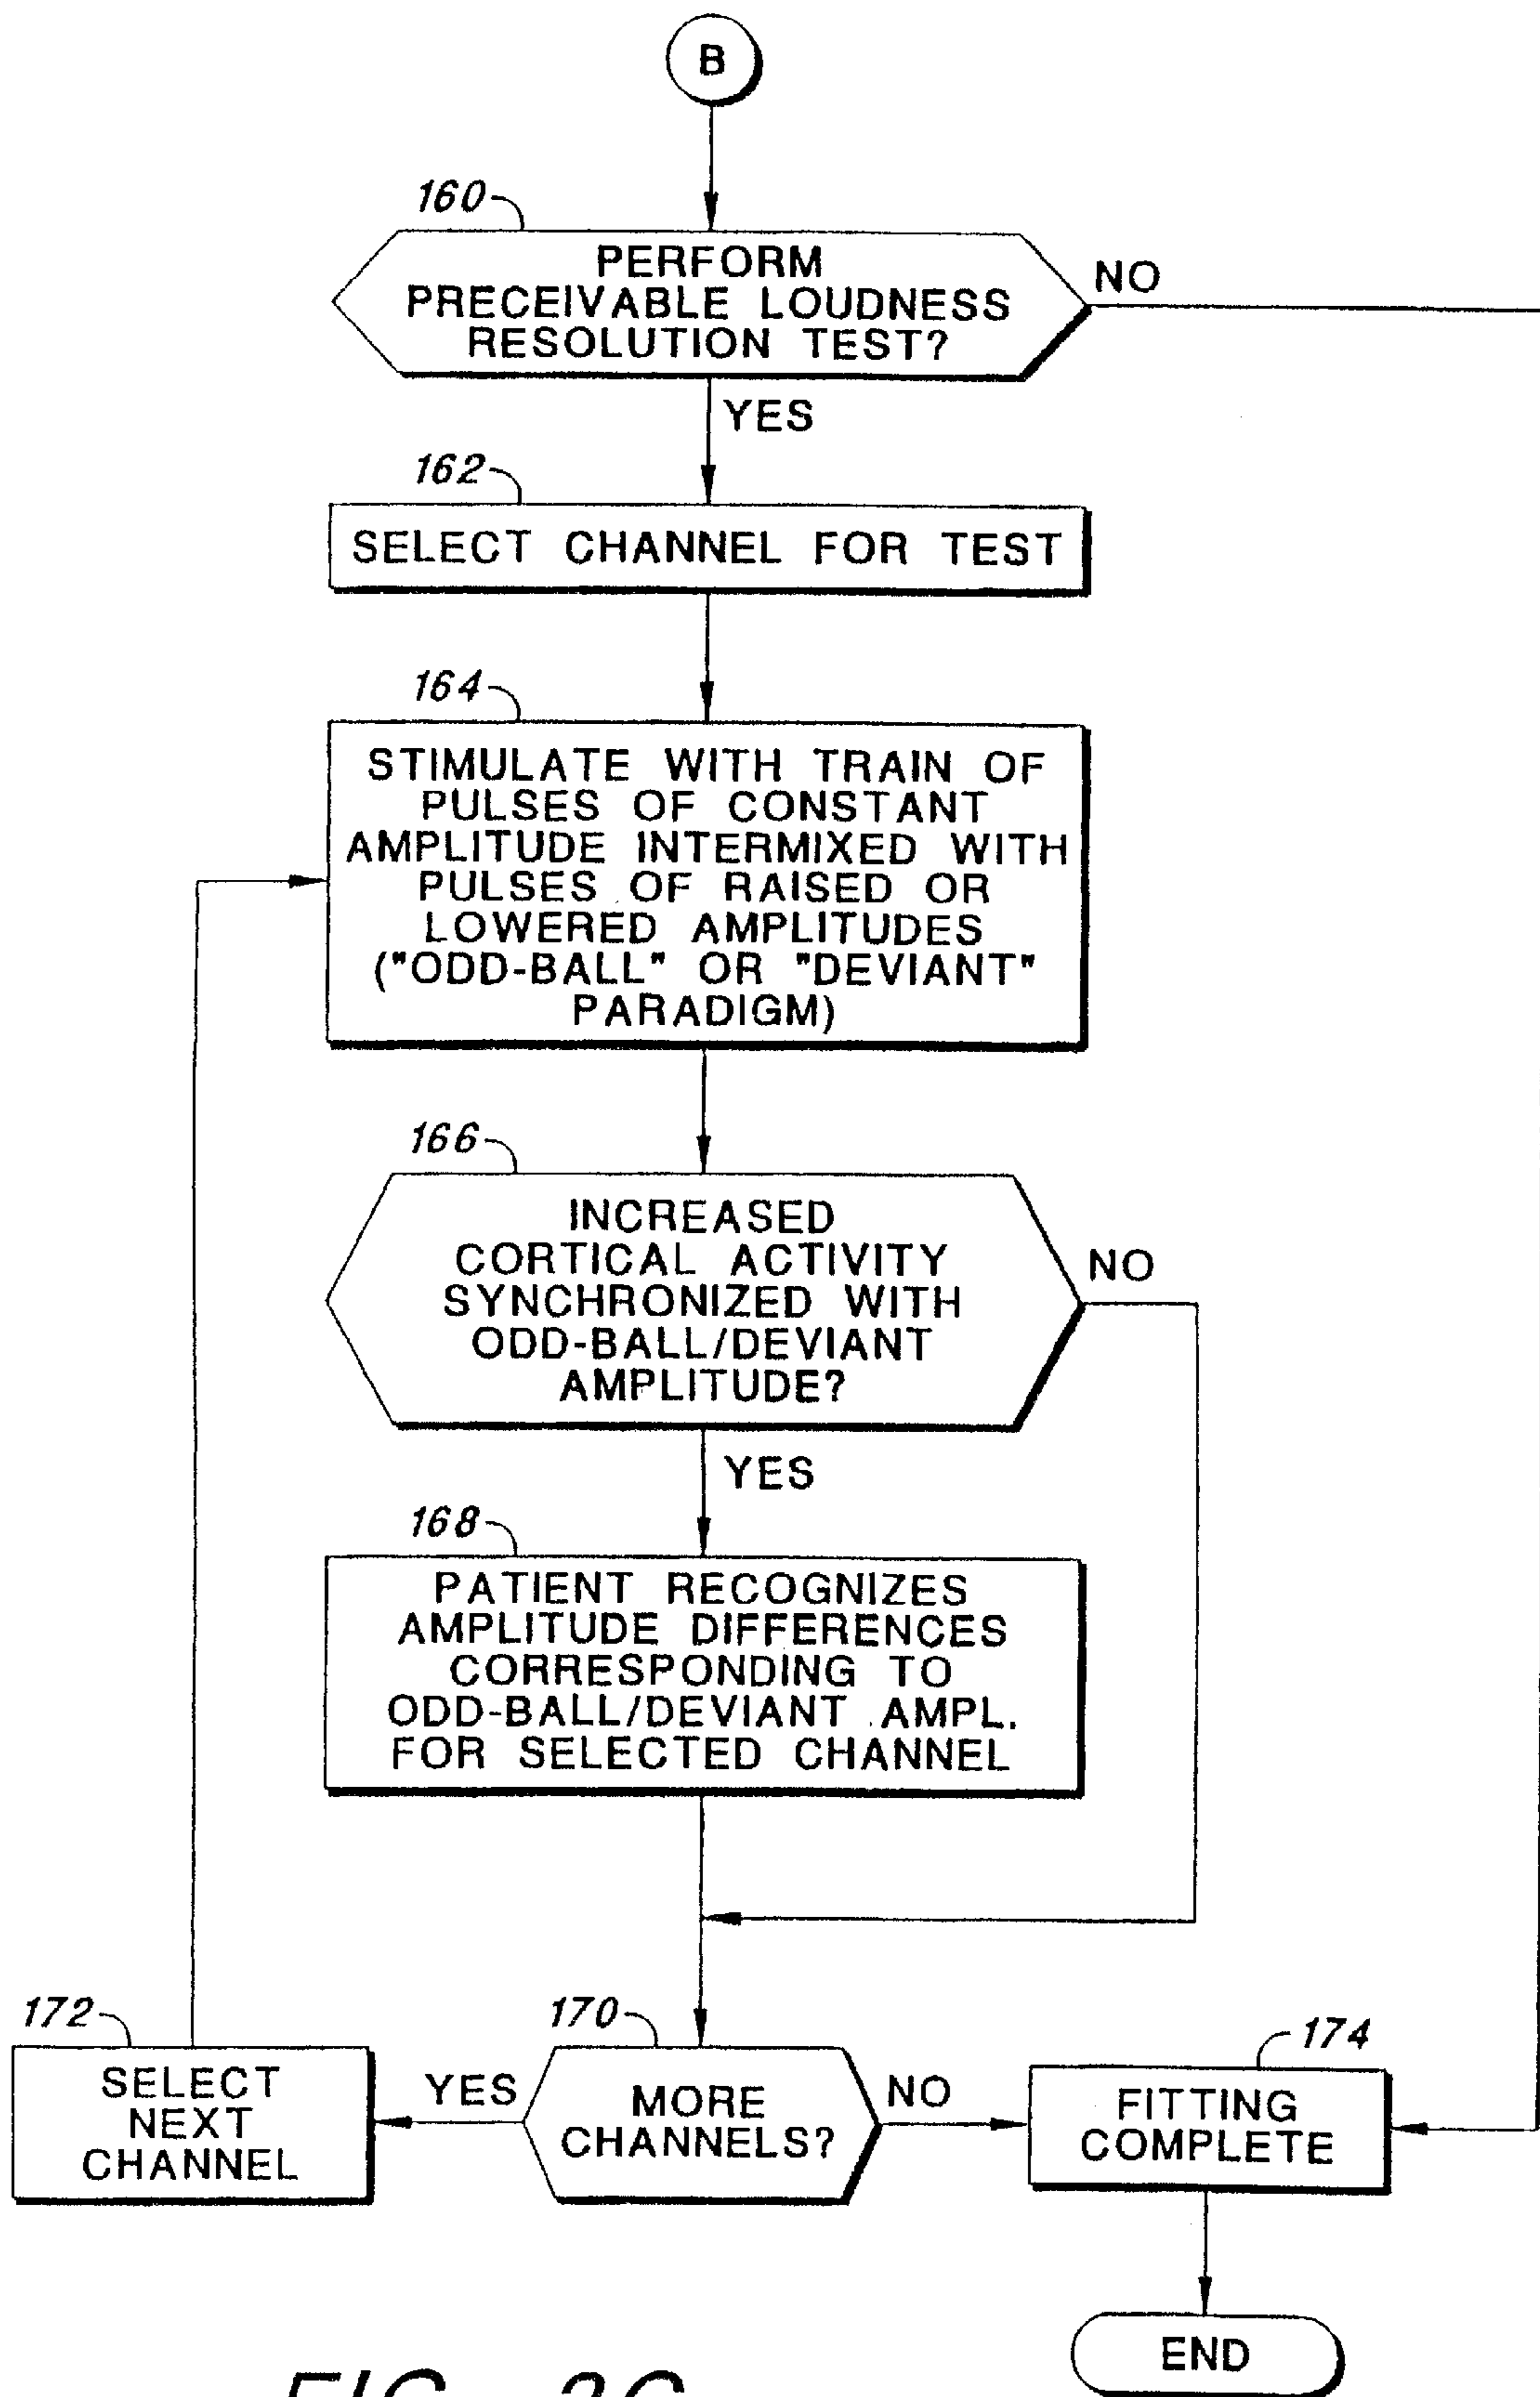 B
160
PERFORM
PRECEIVABLE LOUDNESS
RESOLUTION TEST?
NO
YES
162
SELECT CHANNEL FOR TEST
164
STIMULATE WITH TRAIN OF
PULSES OF CONSTANT
AMPLITUDE INTERMIXED WITH
PULSES OF RAISED OR
LOWERED AMPLITUDES
("ODD-BALL" OR "DEVIANT"
PARADIGM)
166
INCREASED
CORTICAL ACTIVITY
SYNCHRONIZED WITH
ODD-BALL/DEVIANT
AMPLITUDE?
NO
YES
168
PATIENT RECOGNIZES
AMPLITUDE DIFFERENCES
CORRESPONDING TO
ODD-BALL/DEVIANT AMPL.
FOR SELECTED CHANNEL
172
SELECT
NEXT
CHANNEL
YES
170
MORE
CHANNELS?
NO
174
FITTING
COMPLETE
END